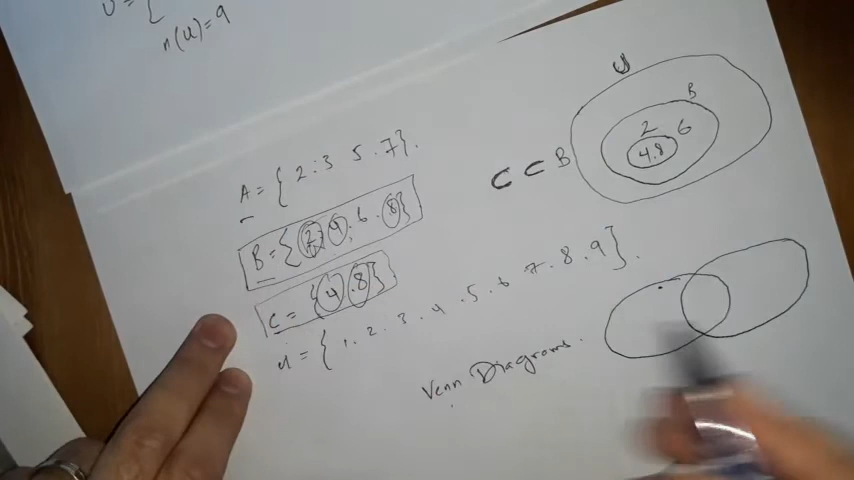 U = {
n(U) = 9
A = { 2 . 3 5 . 7 } .
B = { 2 , 4 , 6 . 8 }
C = { 4 . 8 }
u = { 1 . 2 . 3 . 4 . 5 . 6 7 . 8 . 9 } .
Venn Diagrams .
U
B
2 6
4.8
C ⊂ B